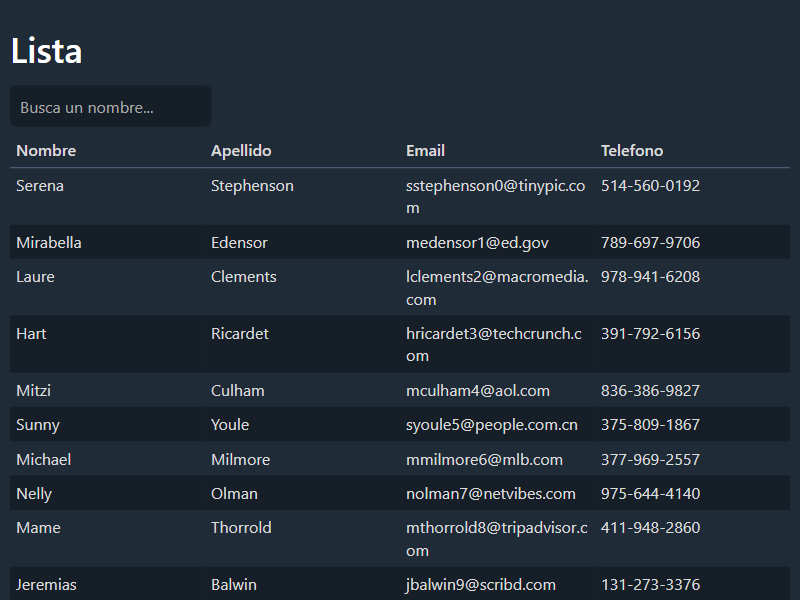 Lista
Busca un nombre...
Nombre Apellido Email Telefono
Serena Stephenson sstephenson0@tinypic.co 514-560-0192
m
Mirabella Edensor medensor1@ed.gov 789-697-9706
Laure Clements lclements2@macromedia. 978-941-6208
com
Hart Ricardet hricardet3@techcrunch.c 391-792-6156
om
Mitzi Culham mculham4@aol.com 836-386-9827
Sunny Youle syoule5@people.com.cn 375-809-1867
Michael Milmore mmilmore6@mlb.com 377-969-2557
Nelly Olman nolman7@netvibes.com 975-644-4140
Mame Thorrold mthorrold8@tripadvisor.c 411-948-2860
om
Jeremias Balwin jbalwin9@scribd.com 131-273-3376